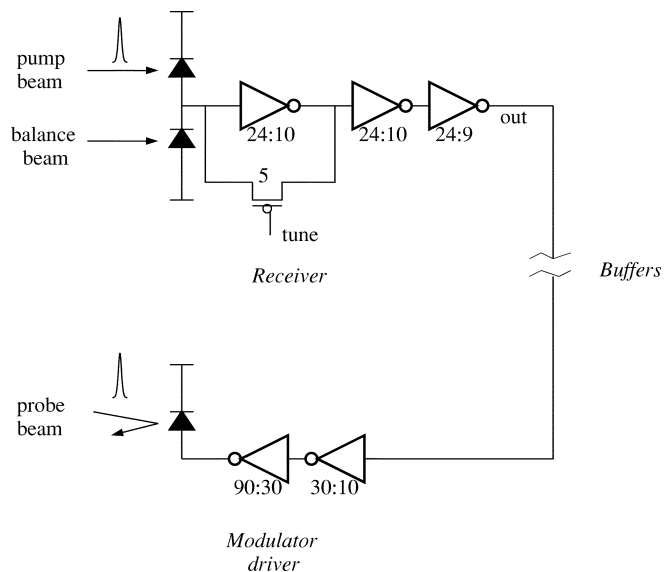 pump
beam
balance
beam
24:10
24:10
24:9
out
5
tune
Receiver
Buffers
probe
beam
90:30
30:10
Modulator
driver